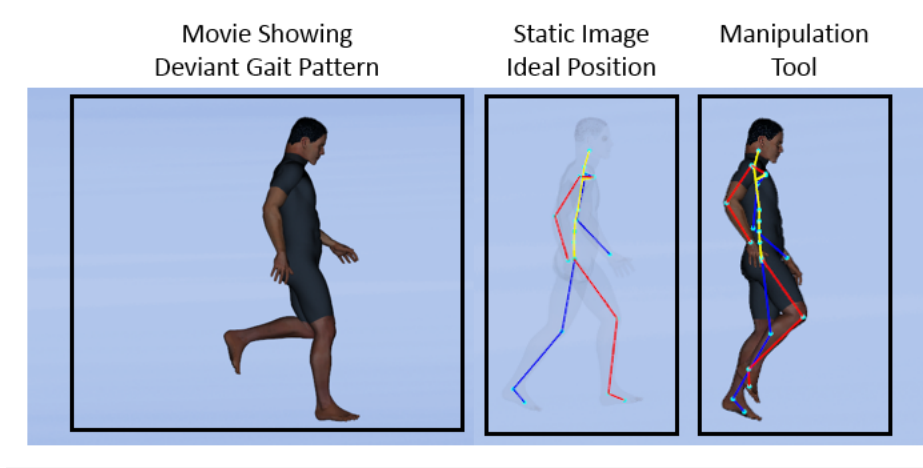 Movie Showing
Deviant Gait Pattern
Static Image
Ideal Position
Manipulation
Tool